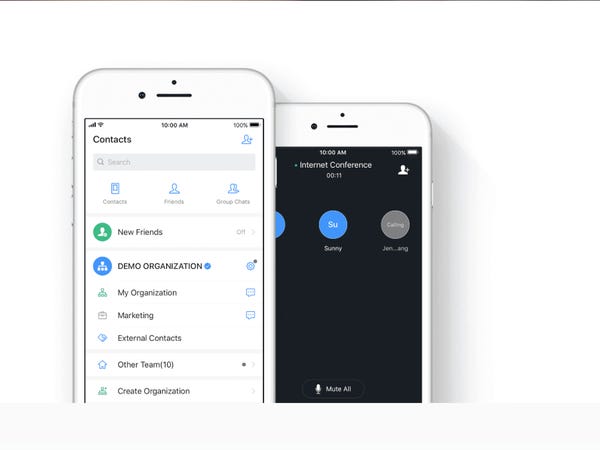 10:00 AM
100%
Contacts
Search
Contacts
Friends
Group Chats
New Friends
Off
DEMO ORGANIZATION
My Organization
Marketing
External Contacts
Other Team(10)
Create Organization
10:00 AM
100%
Internet Conference
00:11
Su
Calling
Sunny
Jen...ang
Mute All